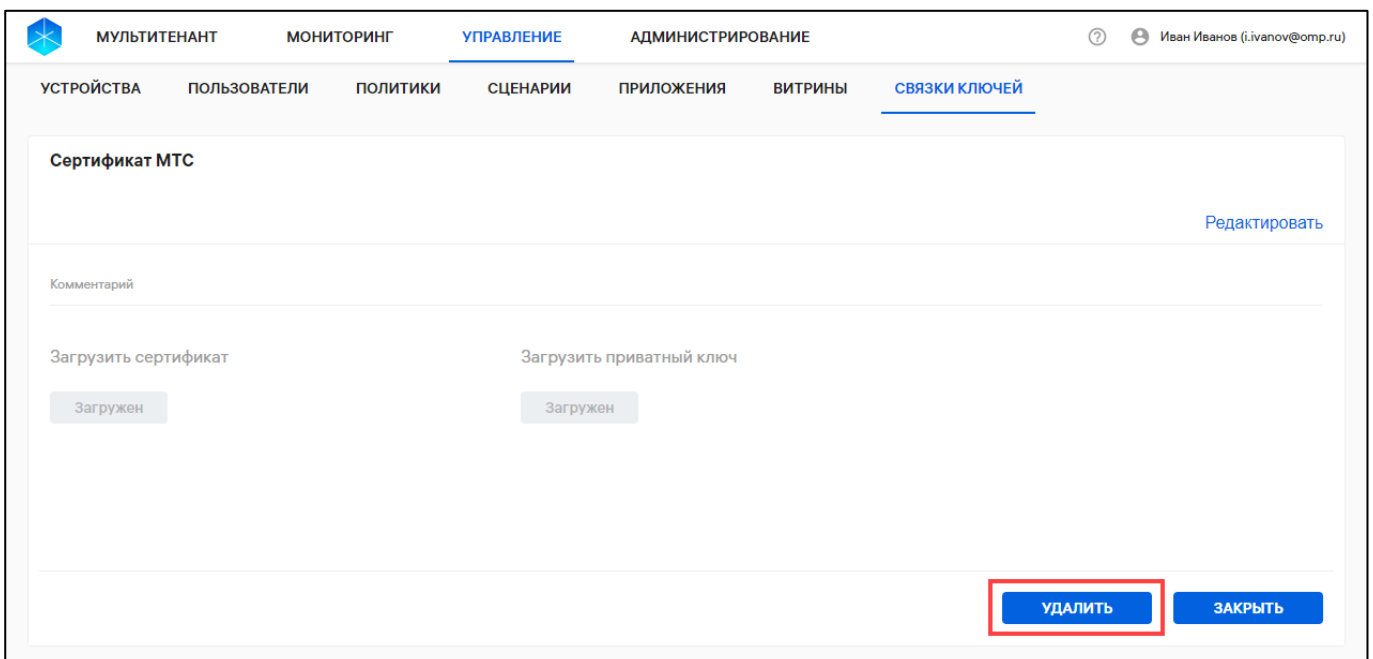 МУЛЬТИТЕНАНТ МОНИТОРИНГ УПРАВЛЕНИЕ АДМИНИСТРИРОВАНИЕ ? Иван Иванов (i.ivanov@omp.ru)
УСТРОЙСТВА ПОЛЬЗОВАТЕЛИ ПОЛИТИКИ СЦЕНАРИИ ПРИЛОЖЕНИЯ ВИТРИНЫ СВЯЗКИ КЛЮЧЕЙ
Сертификат МТС
Редактировать
Комментарий
Загрузить сертификат Загрузить приватный ключ
Загружен Загружен
УДАЛИТЬ ЗАКРЫТЬ